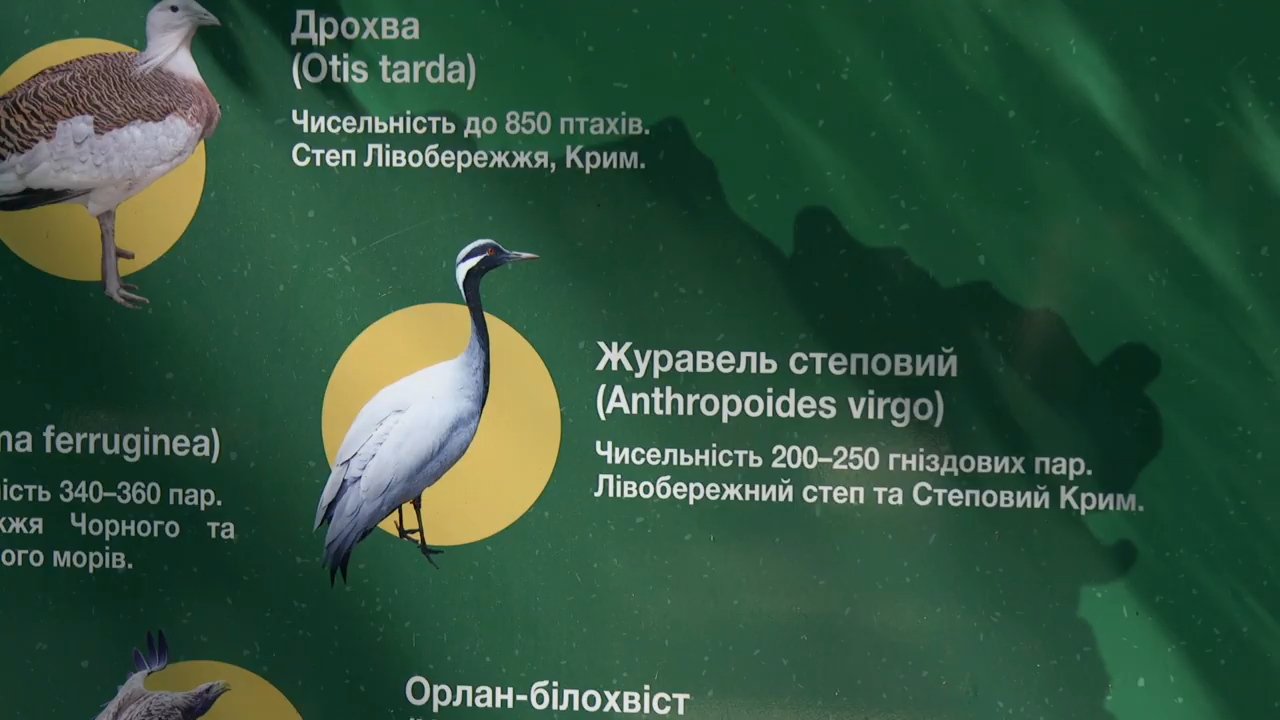 Дрохва
(Otis tarda)
Чисельність до 850 птахів.
Степ Лівобережжя, Крим.
Журавель степовий
(Anthropoides virgo)
Чисельність 200–250 гніздових пар.
Лівобережний степ та Степовий Крим.
ferruginea)
340–360 пар.
Чорного та
морів.
Орлан-білохвіст